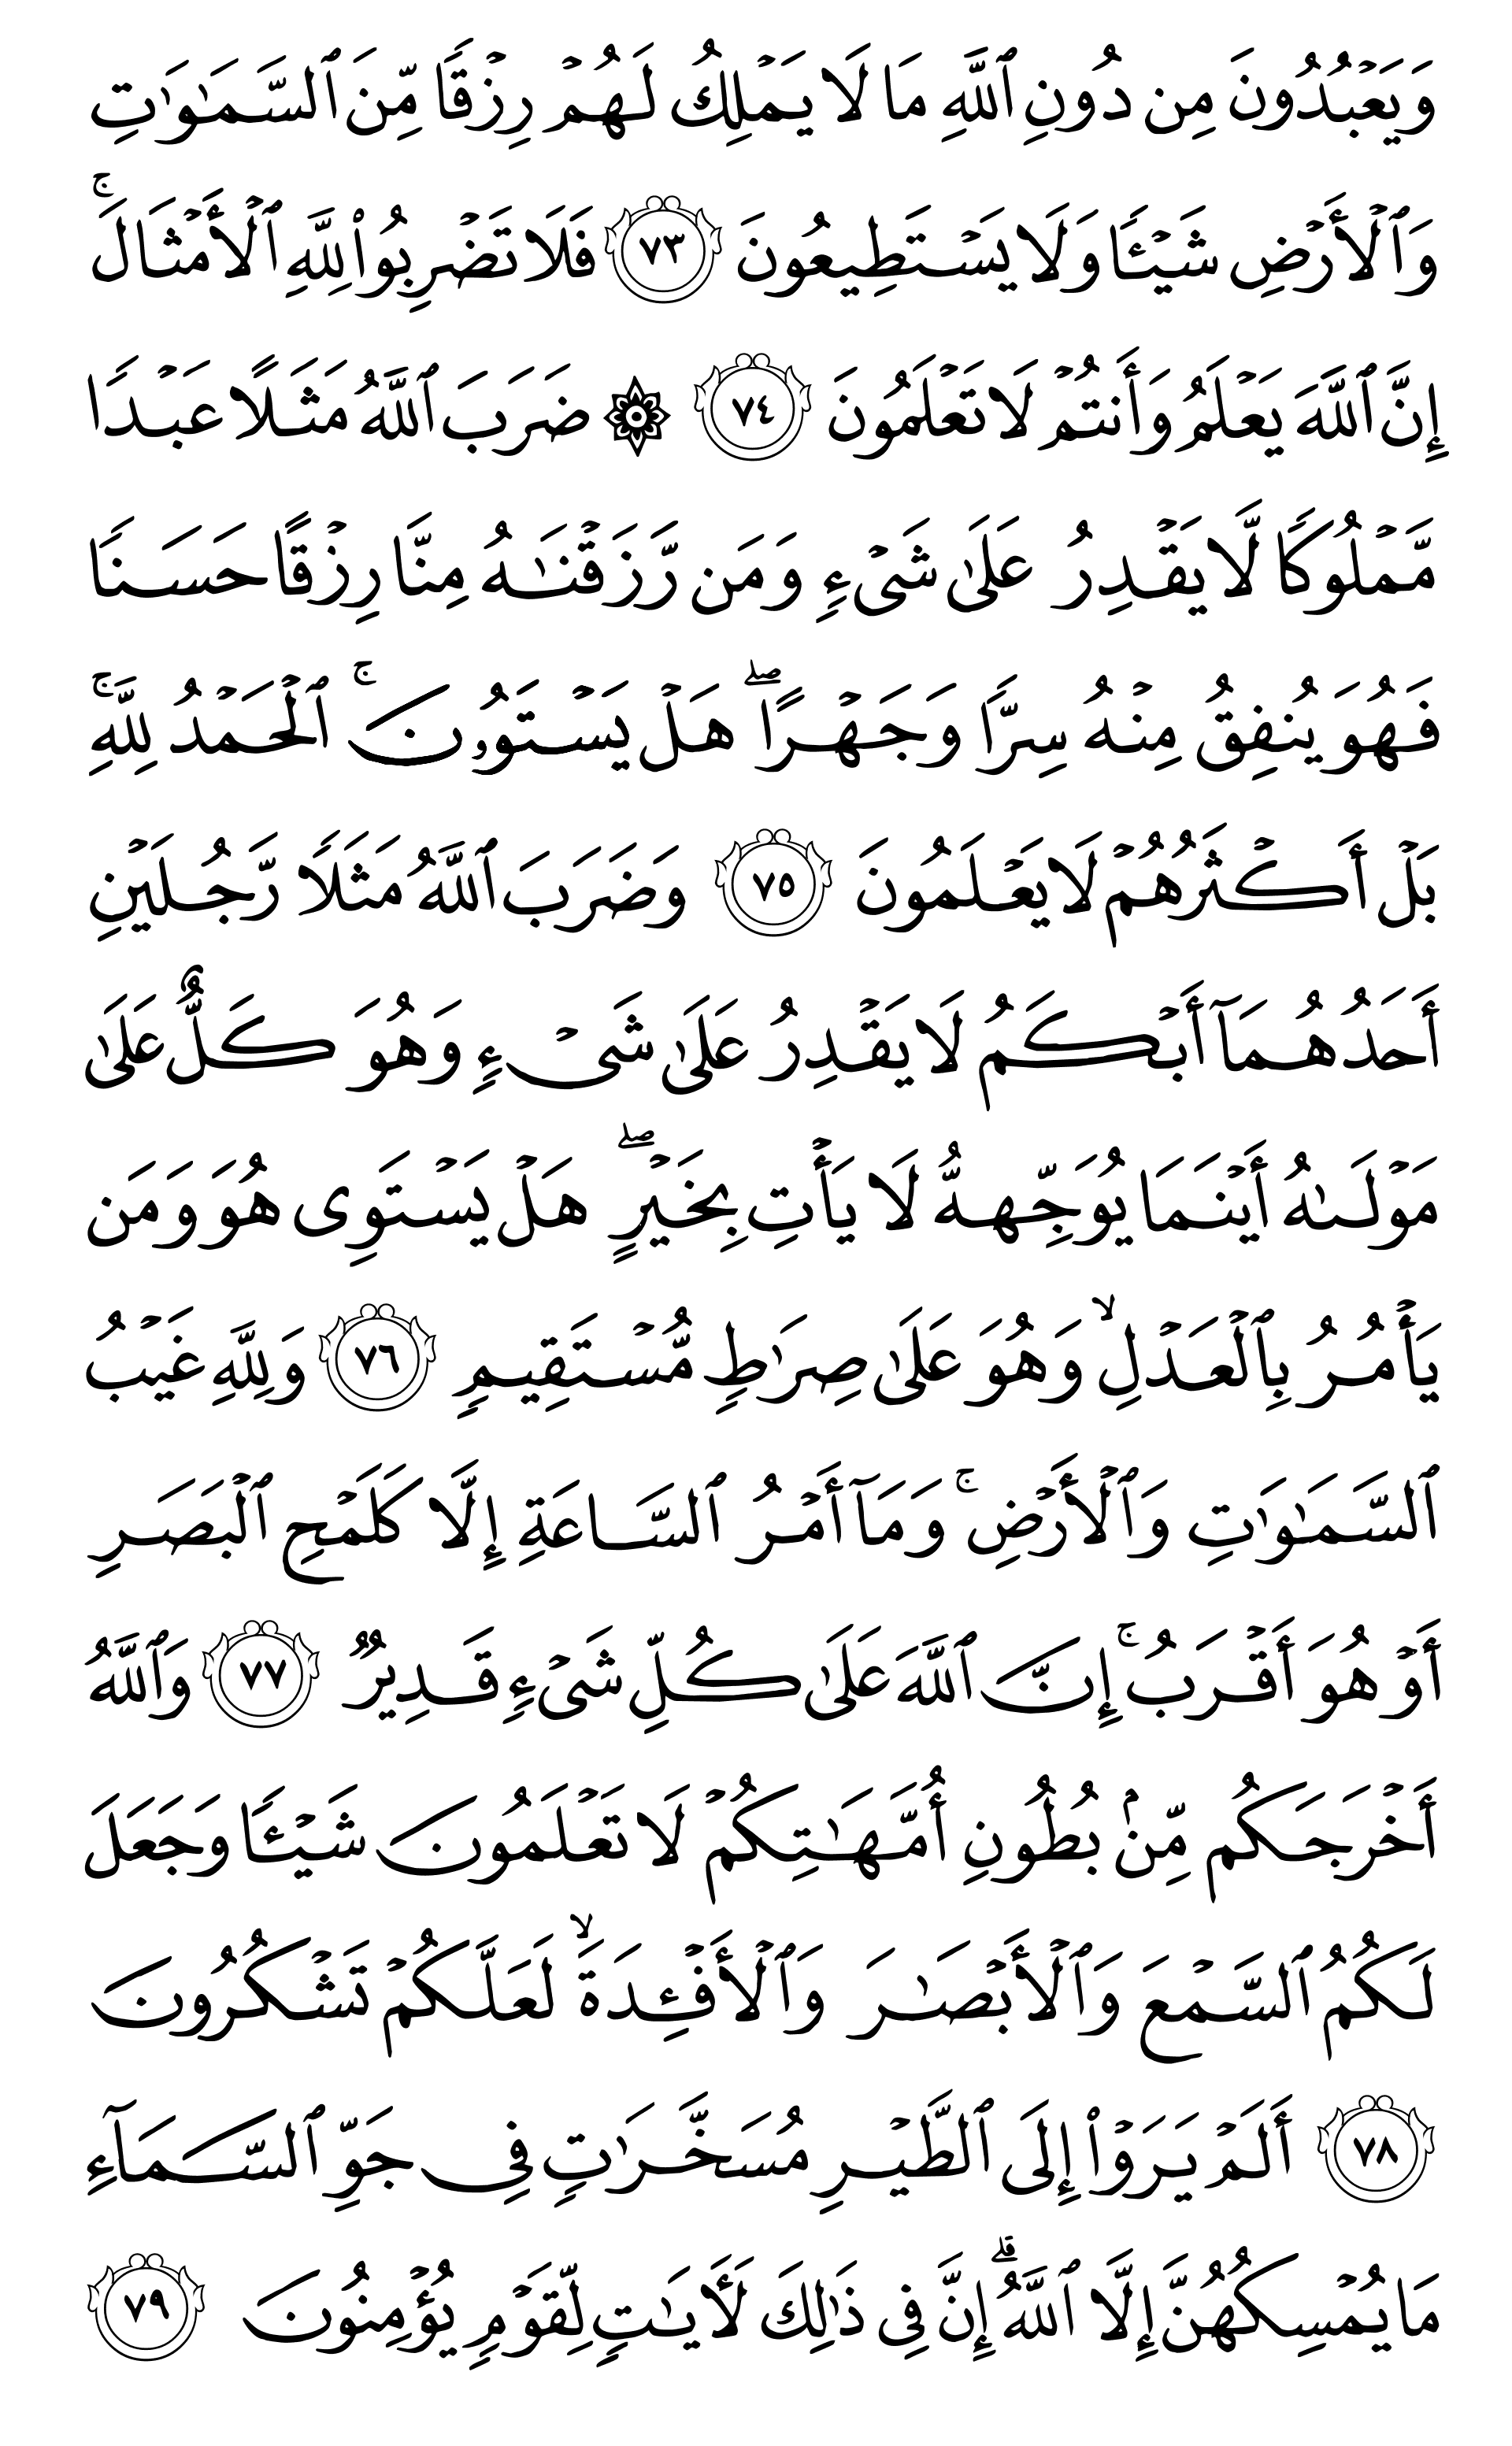 وَيَعۡبُدُونَ مِن دُونِ ٱللَّهِ مَا لَا يَمۡلِكُ لَهُمۡ رِزۡقٗا مِّنَ ٱلسَّمَٰوَٰتِ
وَٱلۡأَرۡضِ شَيۡـٔٗا وَلَا يَسۡتَطِيعُونَ ٧٣ فَلَا تَضۡرِبُواْ لِلَّهِ ٱلۡأَمۡثَالَۚ
إِنَّ ٱللَّهَ يَعۡلَمُ وَأَنتُمۡ لَا تَعۡلَمُونَ ٧٤ ۞ ضَرَبَ ٱللَّهُ مَثَلًا عَبۡدٗا
مَّمۡلُوكٗا لَّا يَقۡدِرُ عَلَىٰ شَيۡءٖ وَمَن رَّزَقۡنَٰهُ مِنَّا رِزۡقًا حَسَنٗا
فَهُوَ يُنفِقُ مِنۡهُ سِرّٗا وَجَهۡرًاۖ هَلۡ يَسۡتَوُۥنَۚ ٱلۡحَمۡدُ لِلَّهِۚ
بَلۡ أَكۡثَرُهُمۡ لَا يَعۡلَمُونَ ٧٥ وَضَرَبَ ٱللَّهُ مَثَلٗا رَّجُلَيۡنِ
أَحَدُهُمَآ أَبۡكَمُ لَا يَقۡدِرُ عَلَىٰ شَيۡءٖ وَهُوَ كَلٌّ عَلَىٰ
مَوۡلَىٰهُ أَيۡنَمَا يُوَجِّههُّ لَا يَأۡتِ بِخَيۡرٍۖ هَلۡ يَسۡتَوِي هُوَ وَمَن
يَأۡمُرُ بِٱلۡعَدۡلِۙ وَهُوَ عَلَىٰ صِرَٰطٖ مُّسۡتَقِيمٖ ٧٦ وَلِلَّهِ غَيۡبُ
ٱلسَّمَٰوَٰتِ وَٱلۡأَرۡضِۚ وَمَآ أَمۡرُ ٱلسَّاعَةِ إِلَّا كَلَمۡحِ ٱلۡبَصَرِ
أَوۡ هُوَ أَقۡرَبُۚ إِنَّ ٱللَّهَ عَلَىٰ كُلِّ شَيۡءٖ قَدِيرٞ ٧٧ وَٱللَّهُ
أَخۡرَجَكُم مِّنۢ بُطُونِ أُمَّهَٰتِكُمۡ لَا تَعۡلَمُونَ شَيۡـٔٗا وَجَعَلَ
لَكُمُ ٱلسَّمۡعَ وَٱلۡأَبۡصَٰرَ وَٱلۡأَفۡـِٔدَةَۙ لَعَلَّكُمۡ تَشۡكُرُونَ
٧٨ أَلَمۡ يَرَوۡاْ إِلَى ٱلطَّيۡرِ مُسَخَّرَٰتٖ فِي جَوِّ ٱلسَّمَآءِ
مَا يُمۡسِكُهُنَّ إِلَّا ٱللَّهُۚ إِنَّ فِي ذَٰلِكَ لَأٓيَٰتٖ لِّقَوۡمٖ يُؤۡمِنُونَ ٧٩